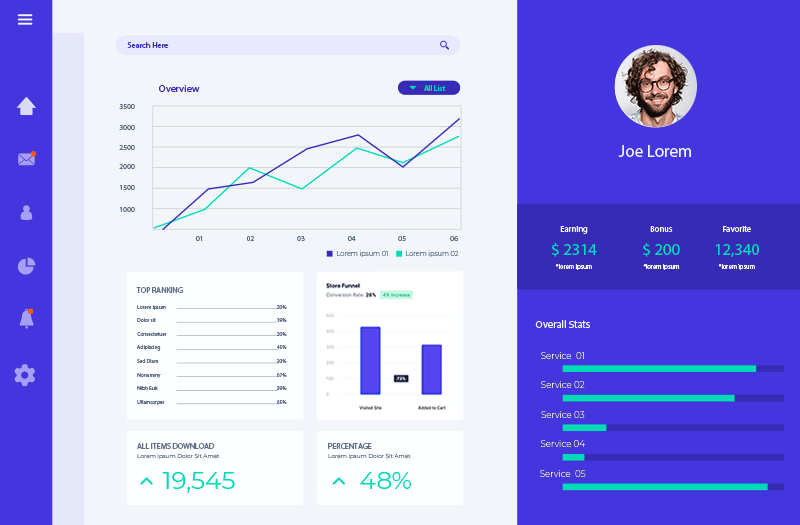 Search Here
Overview
All List
3500
3000
2500
2000
1500
1000
01 02 03 04 05 06
Lorem ipsum 01 Lorem ipsum 02
TOP RANKING
Lorem ipsum 20%
Dolor sit 19%
Consectetuer 30%
Adipiscing 45%
Sed Diam 20%
Nonummy 67%
Nibh Euis 39%
Ullamcorper 65%
Store Funnel
Conversion Rate: 28% 4% Increase
500
400
300
200
100
0
73%
Visited Site Added to Cart
ALL ITEMS DOWNLOAD
Lorem Ipsum Dolor Sit Amet
19,545
PERCENTAGE
Lorem Ipsum Dolor Sit Amet
48%
Joe Lorem
Earning Bonus Favorite
$ 2314 $ 200 12,340
*lorem ipsum *lorem ipsum *lorem ipsum
Overall Stats
Service 01
Service 02
Service 03
Service 04
Service 05